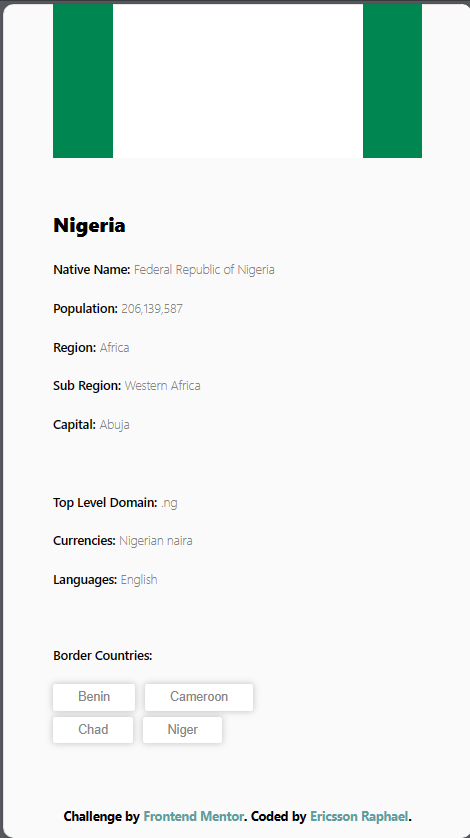 Nigeria
Native Name: Federal Republic of Nigeria
Population: 206,139,587
Region: Africa
Sub Region: Western Africa
Capital: Abuja
Top Level Domain: .ng
Currencies: Nigerian naira
Languages: English
Border Countries:
Benin Cameroon
Chad Niger
Challenge by Frontend Mentor. Coded by Ericsson Raphael.